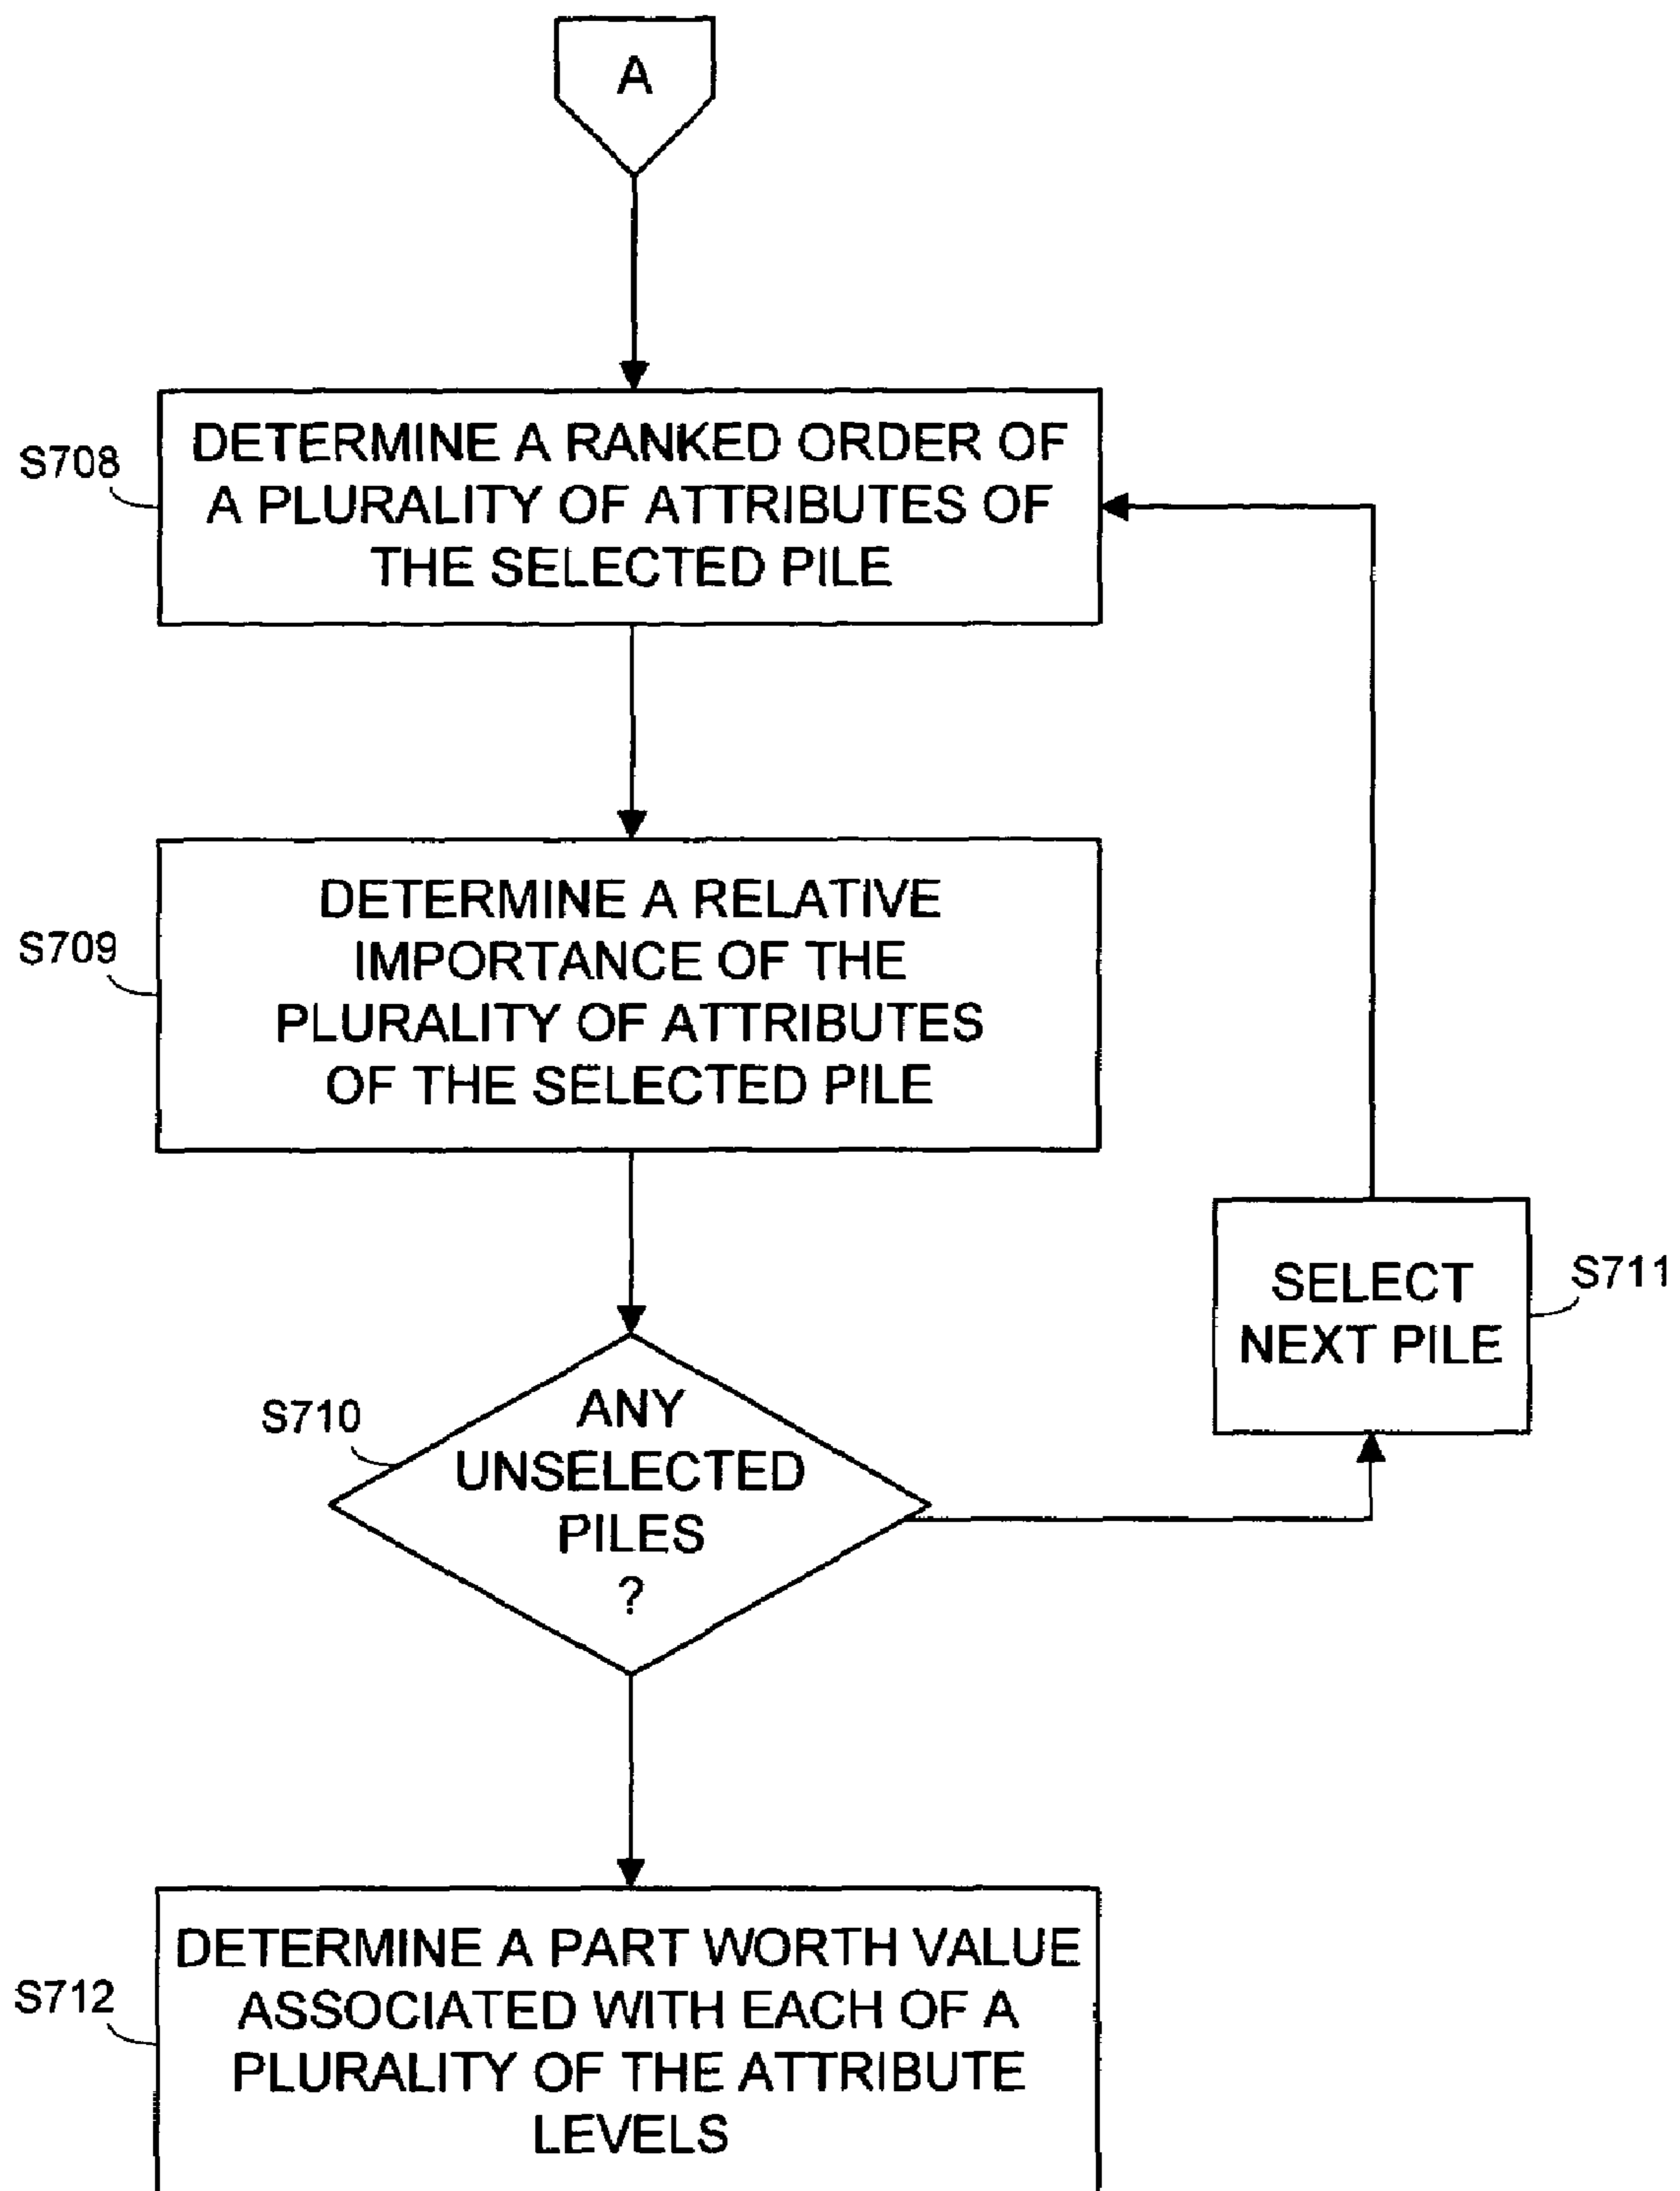 A
S708
DETERMINE A RANKED ORDER OF
A PLURALITY OF ATTRIBUTES OF
THE SELECTED PILE
S709
DETERMINE A RELATIVE
IMPORTANCE OF THE
PLURALITY OF ATTRIBUTES
OF THE SELECTED PILE
S710
ANY
UNSELECTED
PILES
?
SELECT
NEXT PILE
S711
S712
DETERMINE A PART WORTH VALUE
ASSOCIATED WITH EACH OF A
PLURALITY OF THE ATTRIBUTE
LEVELS